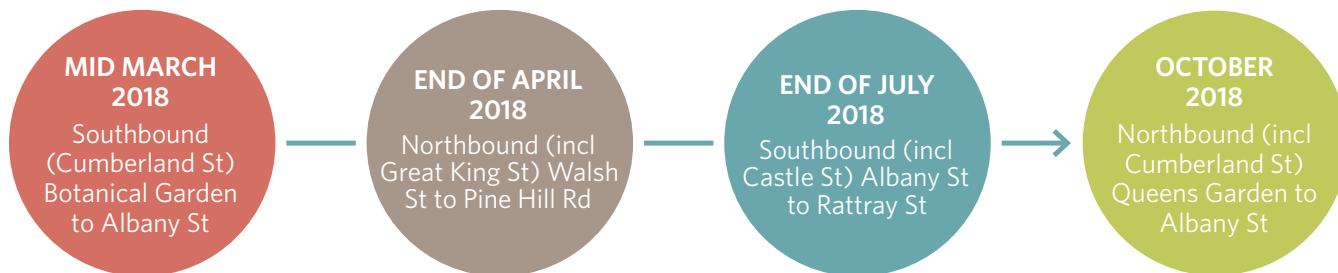 MID MARCH
2018
Southbound
(Cumberland St)
Botanical Garden
to Albany St
END OF APRIL
2018
Northbound (incl
Great King St) Walsh
St to Pine Hill Rd
END OF JULY
2018
Southbound (incl
Castle St) Albany St
to Rattray St
OCTOBER
2018
Northbound (incl
Cumberland St)
Queens Garden to
Albany St